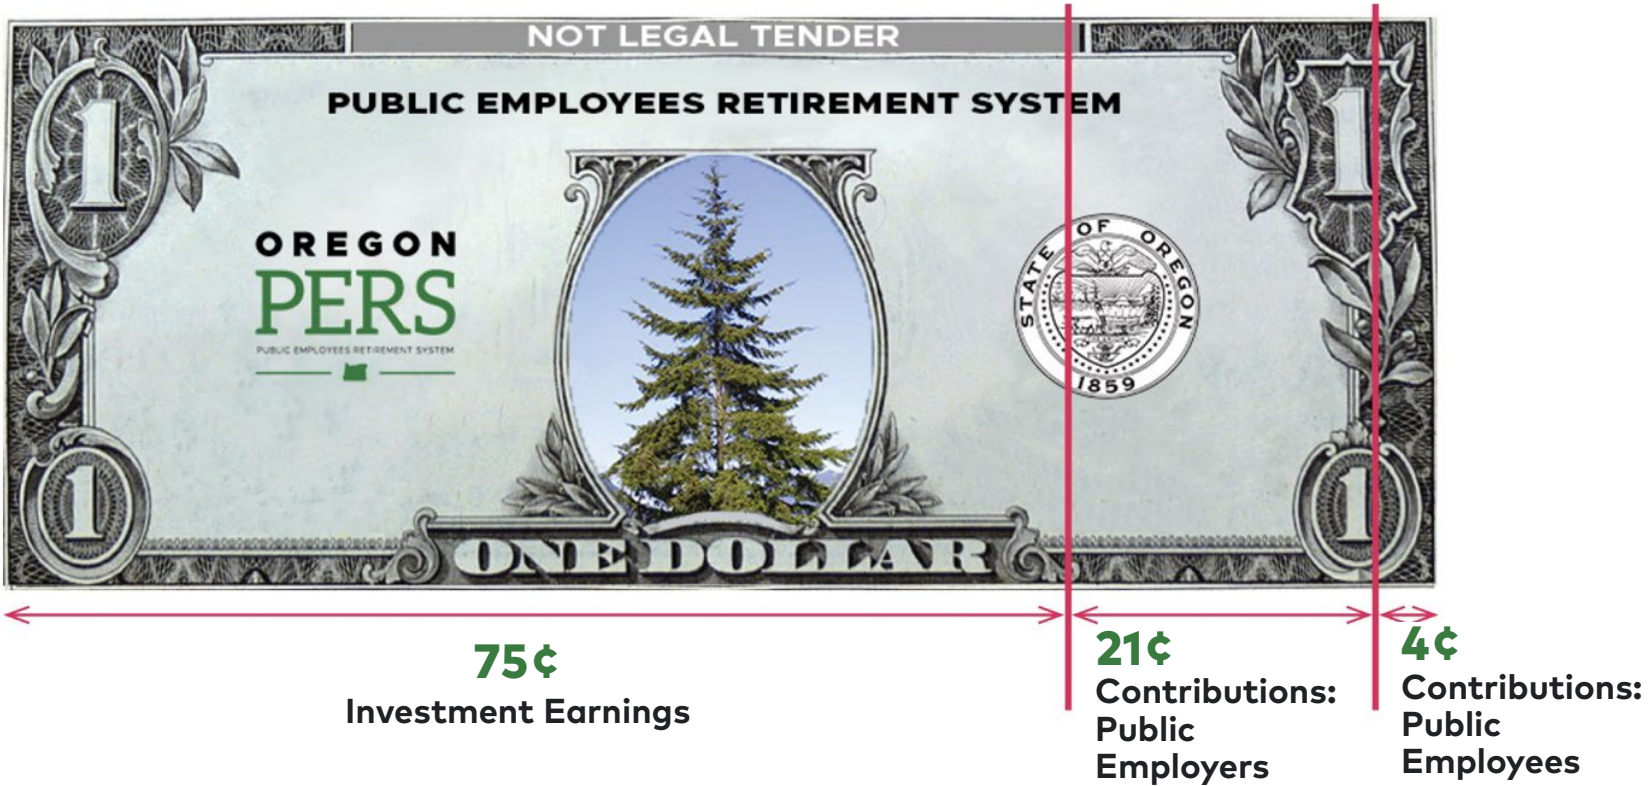 NOT LEGAL TENDER
PUBLIC EMPLOYEES RETIREMENT SYSTEM
1
1
OREGON
PERS
PUBLIC EMPLOYEES RETIREMENT SYSTEM
STATE OF OREGON
1859
1
1
ONE DOLLAR
75¢
Investment Earnings
21¢
Contributions:
Public
Employers
4¢
Contributions:
Public
Employees